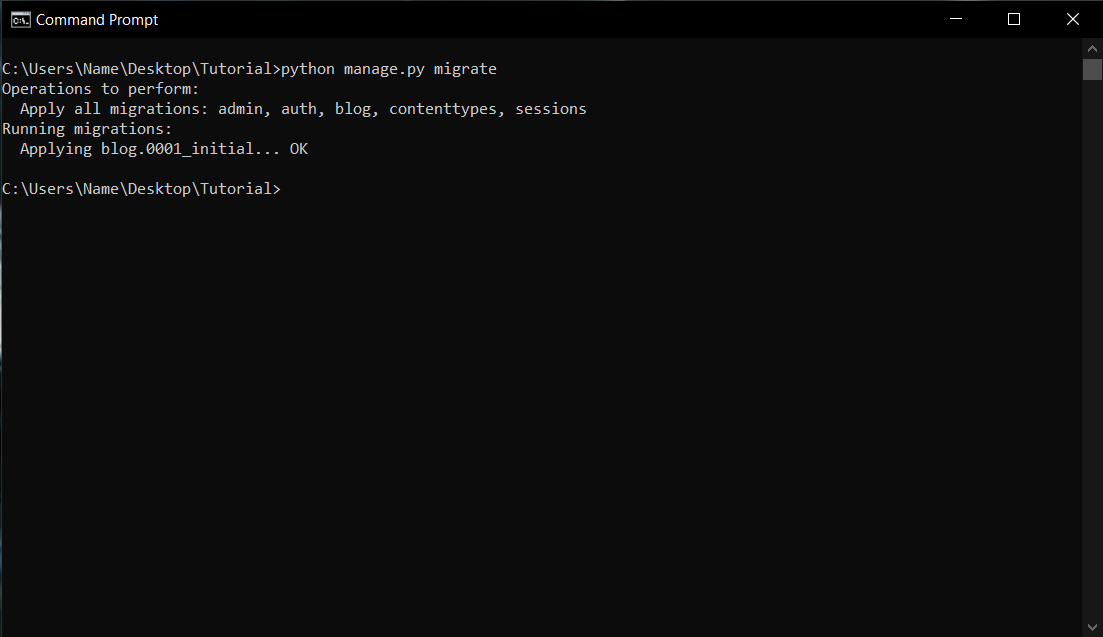 Command Prompt
C:\Users\Name\Desktop\Tutorial>python manage.py migrate
Operations to perform:
  Apply all migrations: admin, auth, blog, contenttypes, sessions
Running migrations:
  Applying blog.0001_initial... OK
C:\Users\Name\Desktop\Tutorial>